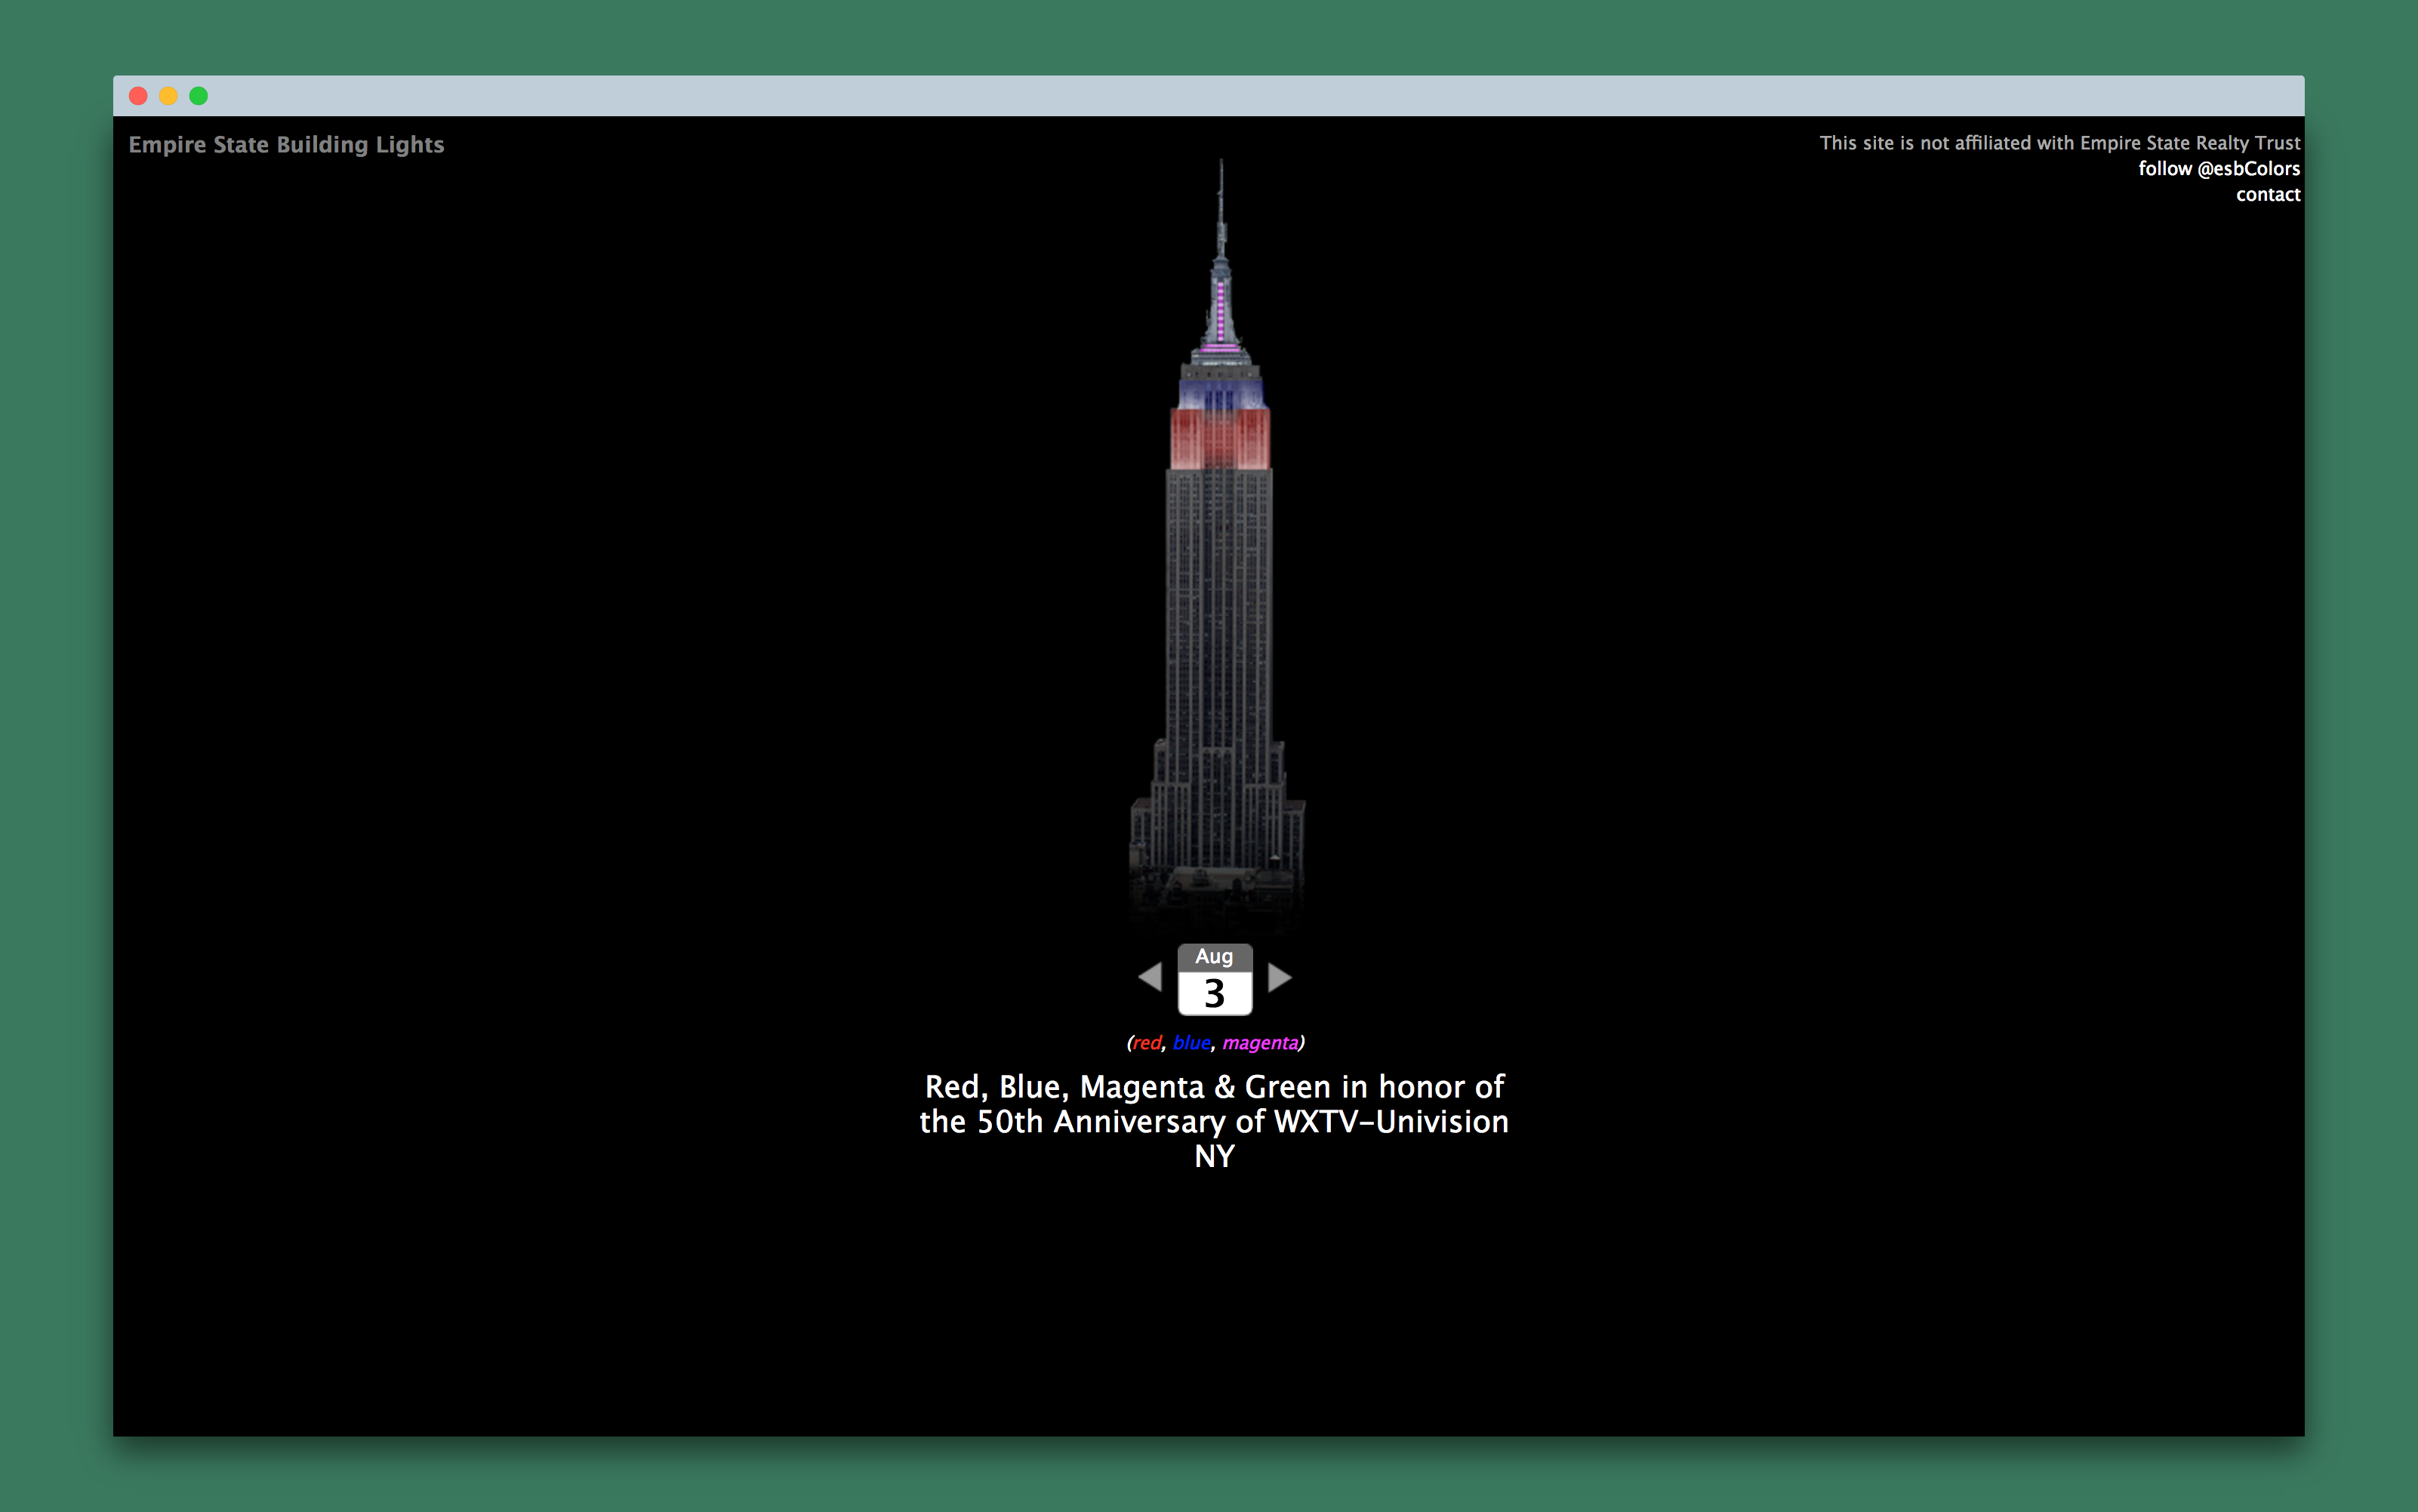 Empire State Building Lights
This site is not affiliated with Empire State Realty Trust
follow @esbColors
contact
Aug
3
(red, blue, magenta)
Red, Blue, Magenta & Green in honor of
the 50th Anniversary of WXTV-Univision
NY